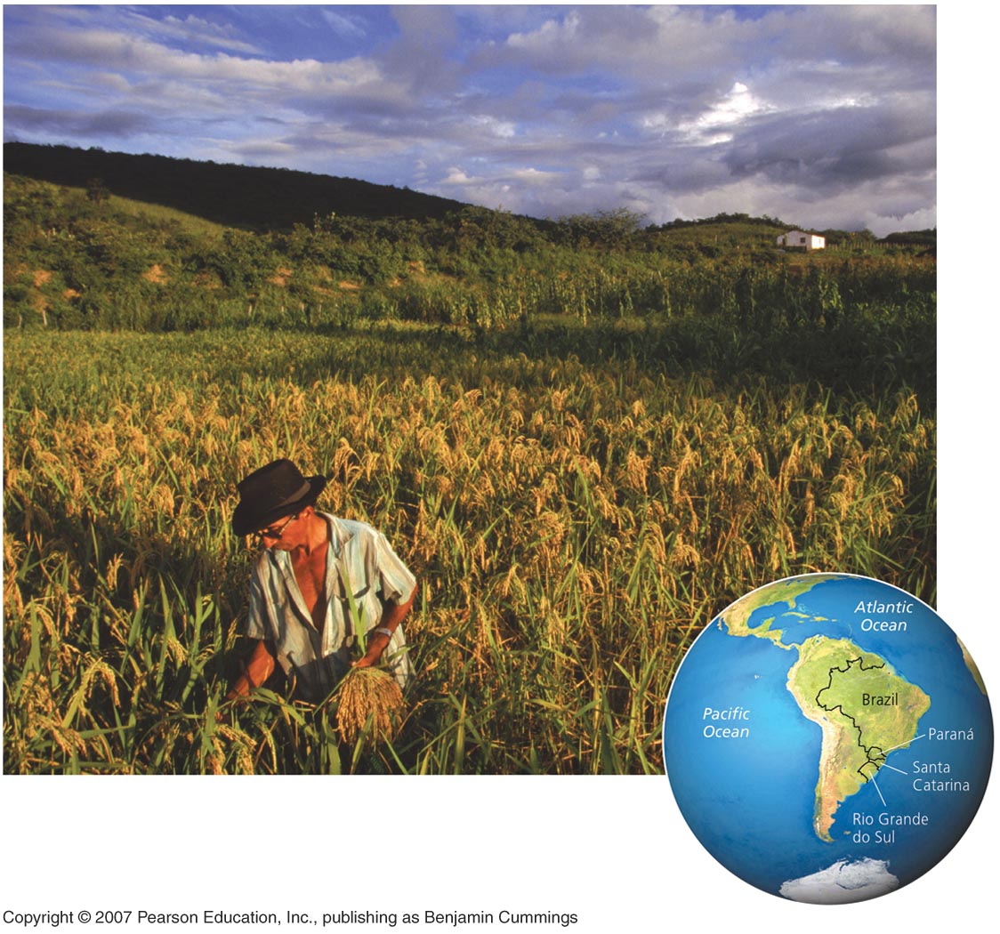 Atlantic
Ocean
Brazil
Pacific
Ocean
Paraná
Santa
Catarina
Rio Grande
do Sul
Copyright © 2007 Pearson Education, Inc., publishing as Benjamin Cummings